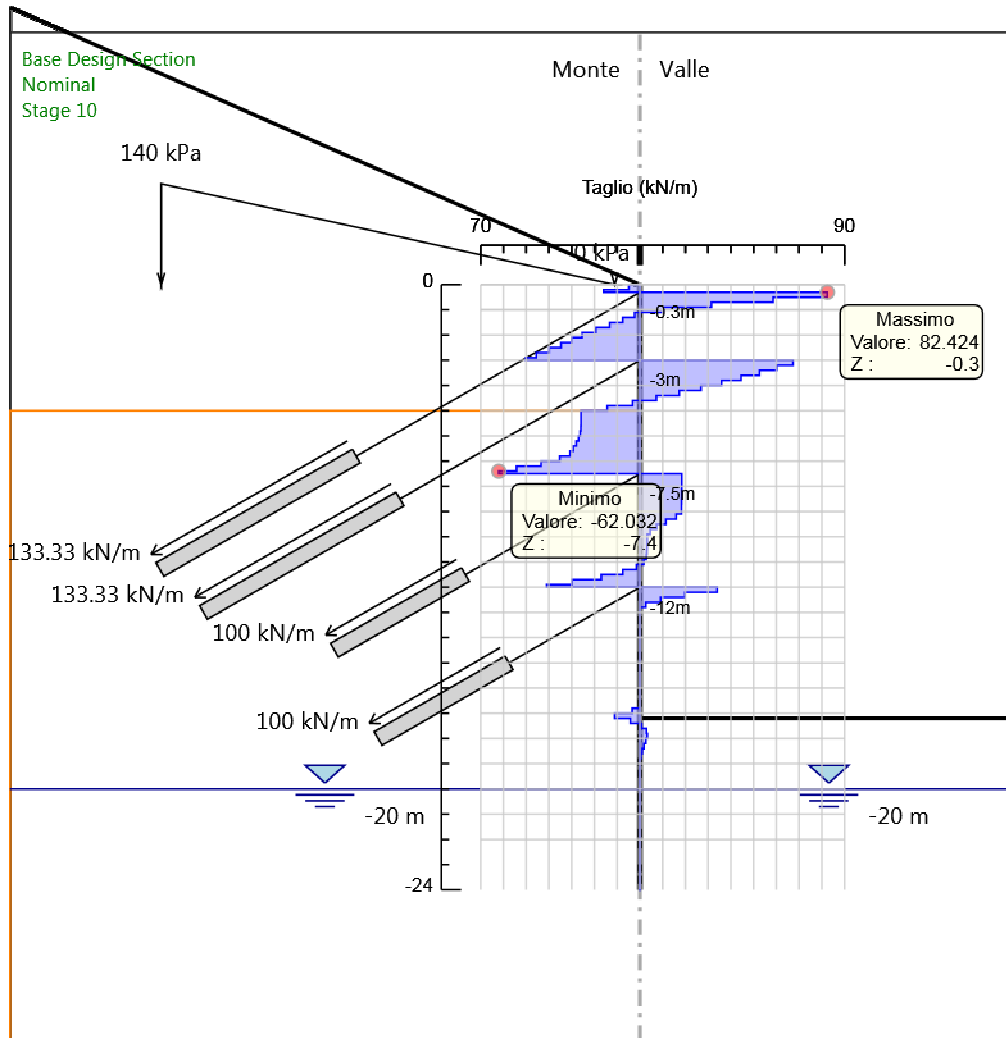 Base Design Section
Nominal
Stage 10
Monte
Valle
140 kPa
Taglio (kN/m)
70
90
0 kPa
0
-0.3m
Massimo
Valore: 82.424
Z : -0.3
-3m
-7.5m
Minimo
Valore: -62.032
Z : -7.4
133.33 kN/m
133.33 kN/m
-12m
100 kN/m
100 kN/m
-20 m
-20 m
-24